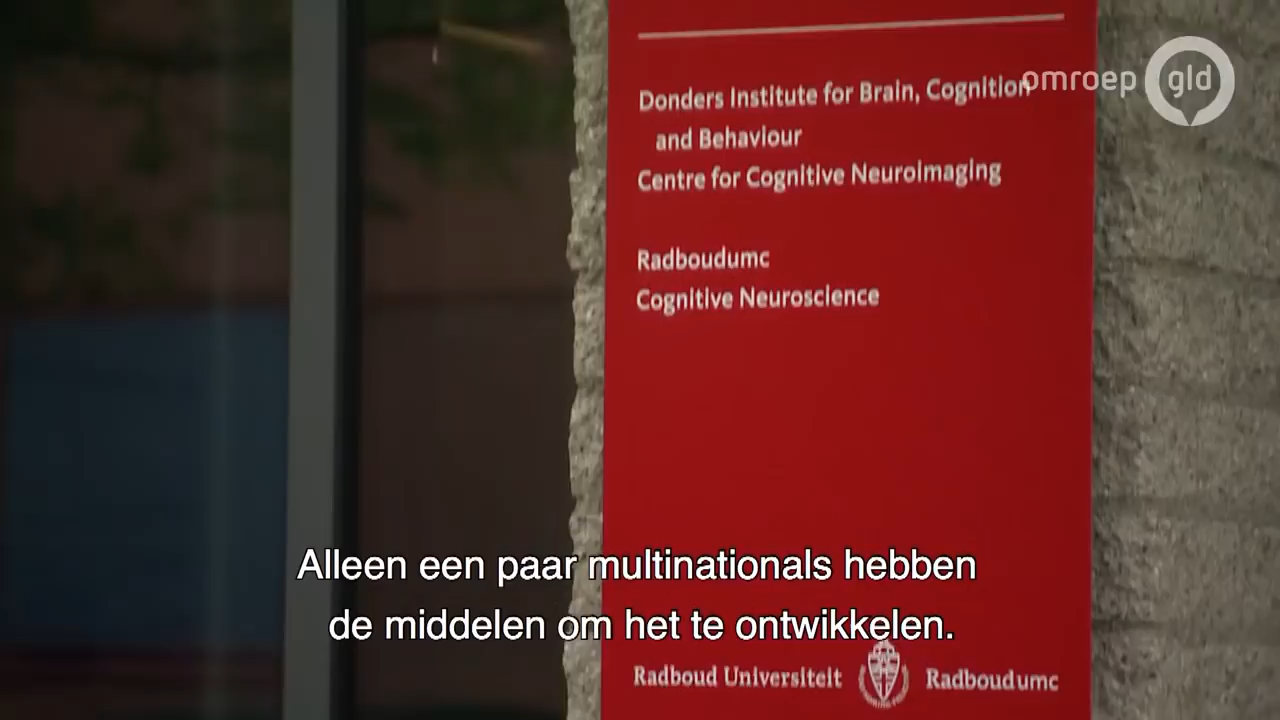 omroep gld
Donders Institute for Brain, Cognition
and Behaviour
Centre for Cognitive Neuroimaging
Radboudumc
Cognitive Neuroscience
Alleen een paar multinationals hebben
de middelen om het te ontwikkelen.
Radboud Universiteit Radboudumc